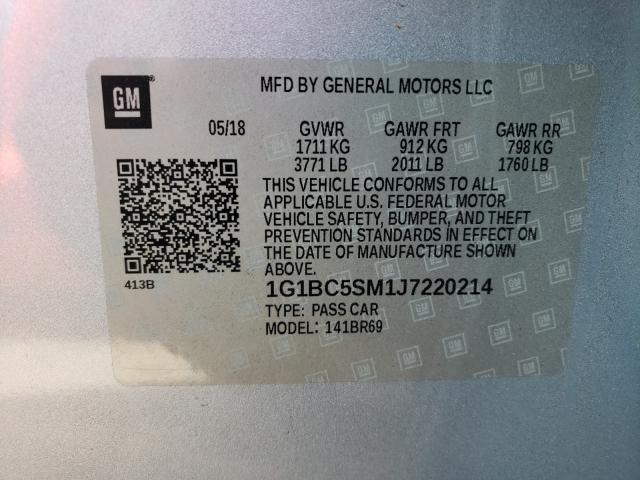 GM
MFD BY GENERAL MOTORS LLC
05/18 GVWR GAWR FRT GAWR RR
1711 KG 912 KG 798 KG
3771 LB 2011 LB 1760 LB
THIS VEHICLE CONFORMS TO ALL
APPLICABLE U.S. FEDERAL MOTOR
VEHICLE SAFETY, BUMPER, AND THEFT
PREVENTION STANDARDS IN EFFECT ON
THE DATE OF MANUFACTURE SHOWN
ABOVE.
413B
1G1BC5SM1J7220214
TYPE: PASS CAR
MODEL: 141BR69